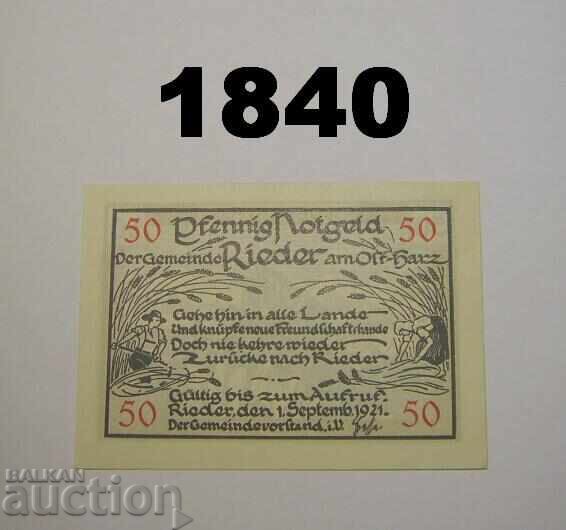 1840
50 Pfennig Notgeld 50
Der Gemeinde Rieder am Ost-Harz
Gehe hin in alle Lande
Und knüpfe neue Freundschaftsbande
Doch nie kehre wieder
Zurücke nach Rieder
Gültig bis zum Aufruf.
50 Rieder, den 1. Septemb. 1921. 50
Der Gemeindevorstand, i.V.
BALKAN
auction